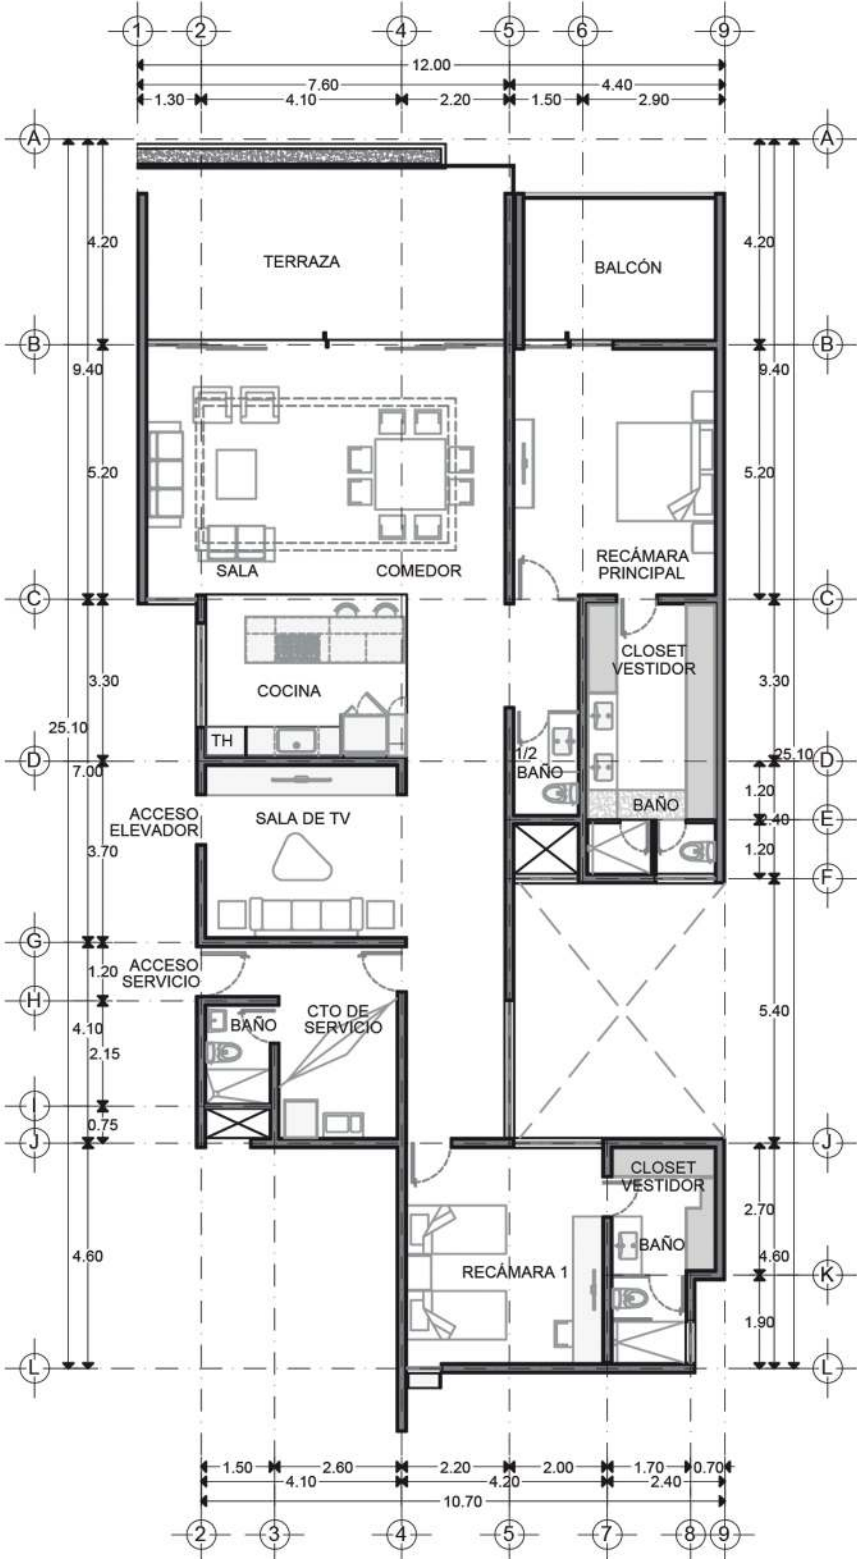 1 2 4 5 6 9
12.00
7.60 4.40
1.30 4.10 2.20 1.50 2.90
A A
4.20 4.20
TERRAZA BALCÓN
B B
9.40 9.40
5.20 5.20
RECÁMARA
PRINCIPAL
SALA COMEDOR
C C
CLOSET
VESTIDOR
3.30 3.30
COCINA
25.10 25.10
TH
D 1/2 D
7.00 BAÑO
1.20
ACCESO
ELEVADOR
SALA DE TV
BAÑO
E
2.40
3.70 1.20
F
G
1.20
ACCESO
SERVICIO
H
CTO DE
SERVICIO
BAÑO
5.40
4.10
2.15
I
0.75
J J
CLOSET
VESTIDOR
2.70
4.60 4.60
BAÑO
RECÁMARA 1
K
1.90
L L
1.50 2.60 2.20 2.00 1.70 0.70
4.10 4.20 2.40
10.70
2 3 4 5 7 8 9